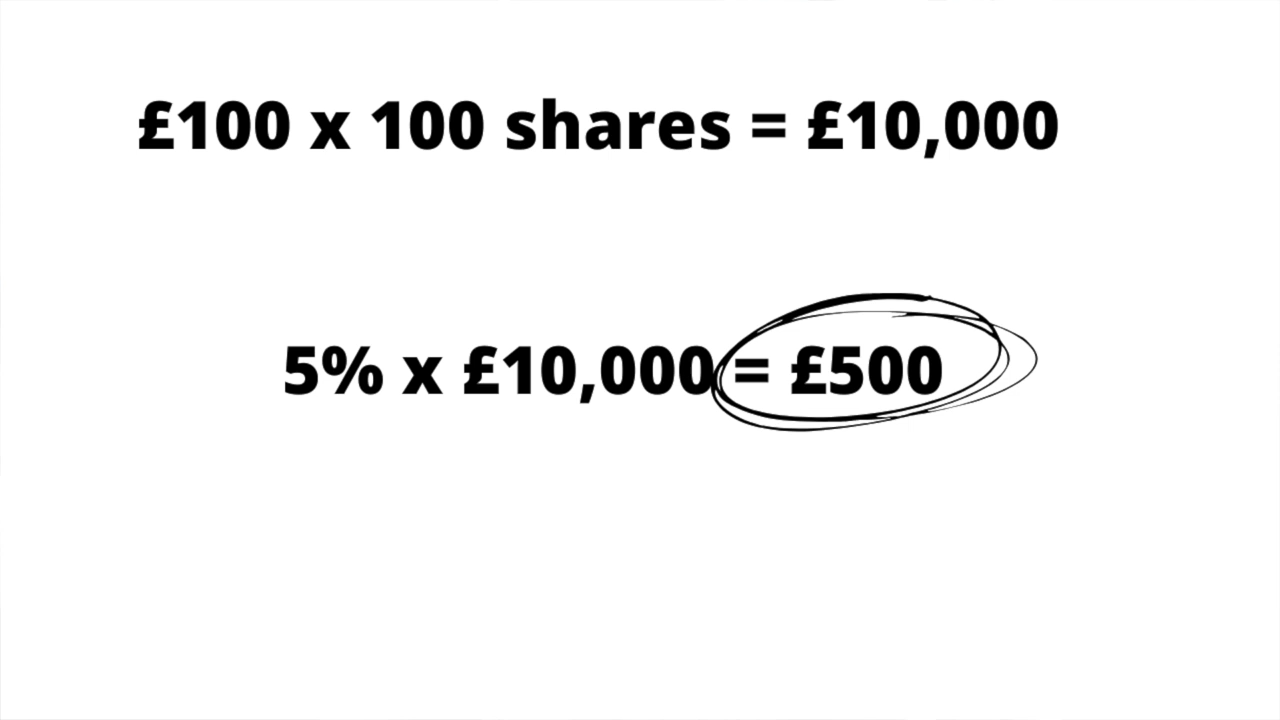 £100 x 100 shares = £10,000
5% x £10,000 = £500